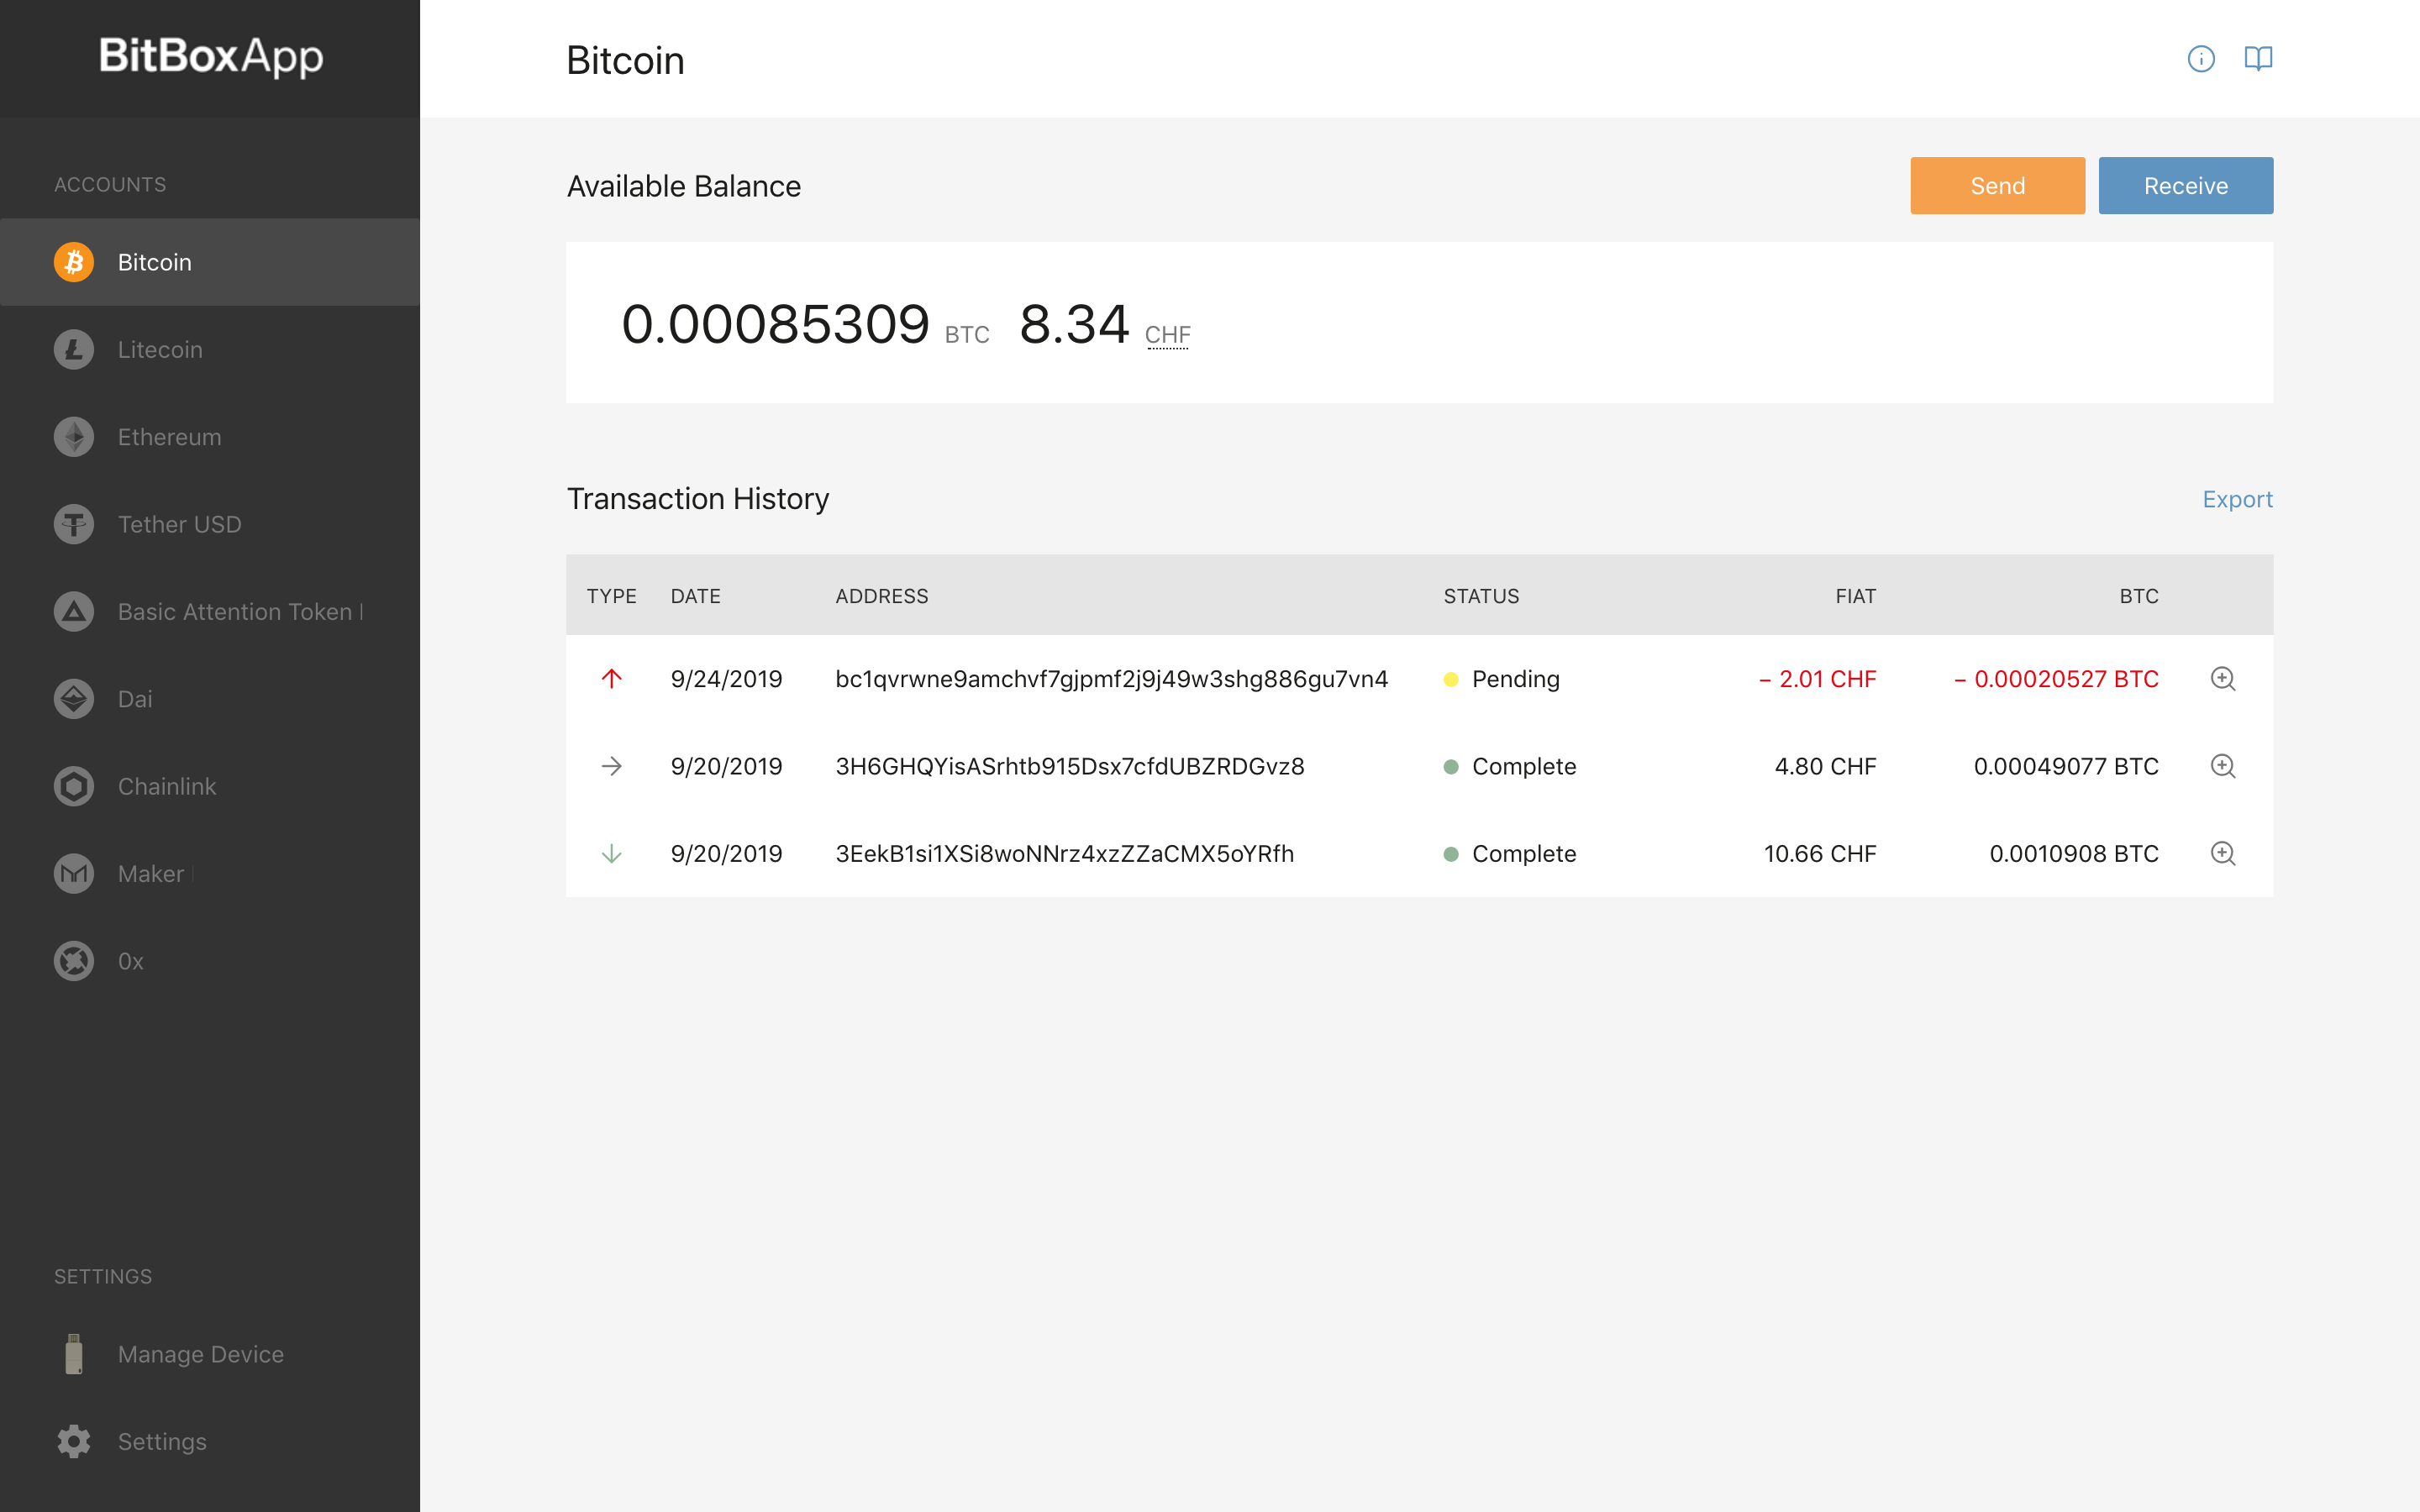 BitBoxApp
ACCOUNTS
Bitcoin
Litecoin
Ethereum
Tether USD
Basic Attention Token
Dai
Chainlink
Maker
0x
SETTINGS
Manage Device
Settings
Bitcoin
Available Balance
Send Receive
0.00085309 BTC 8.34 CHF
Transaction History Export
TYPE DATE ADDRESS STATUS FIAT BTC
9/24/2019 bc1qvrwne9amchvf7gjpmf2j9j49w3shg886gu7vn4 Pending − 2.01 CHF − 0.00020527 BTC
9/20/2019 3H6GHQYisASrhtb915Dsx7cfdUBZRDGvz8 Complete 4.80 CHF 0.00049077 BTC
9/20/2019 3EekB1si1XSi8woNNrz4xzZZaCMX5oYRfh Complete 10.66 CHF 0.0010908 BTC